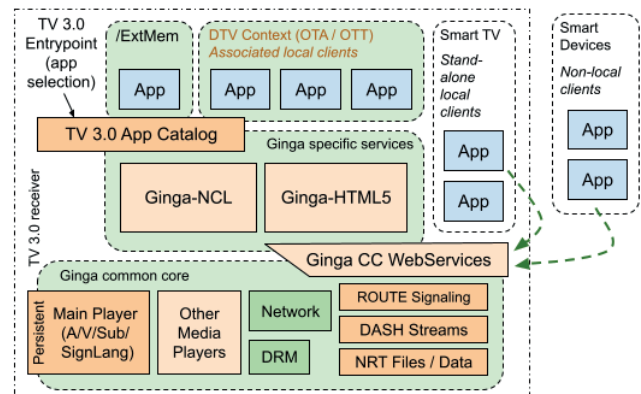 TV 3.0
Entrypoint
(app
selection)
/ExtMem
App
DTV Context (OTA / OTT)
Associated local clients
App
App
App
Smart TV
Stand-
alone
local
clients
App
App
Smart
Devices
Non-local
clients
App
App
TV 3.0 App Catalog
TV 3.0 receiver
Ginga specific services
Ginga-NCL
Ginga-HTML5
Ginga CC WebServices
Ginga common core
Persistent
Main Player
(A/V/Sub/
SignLang)
Other
Media
Players
Network
DRM
ROUTE Signaling
DASH Streams
NRT Files / Data